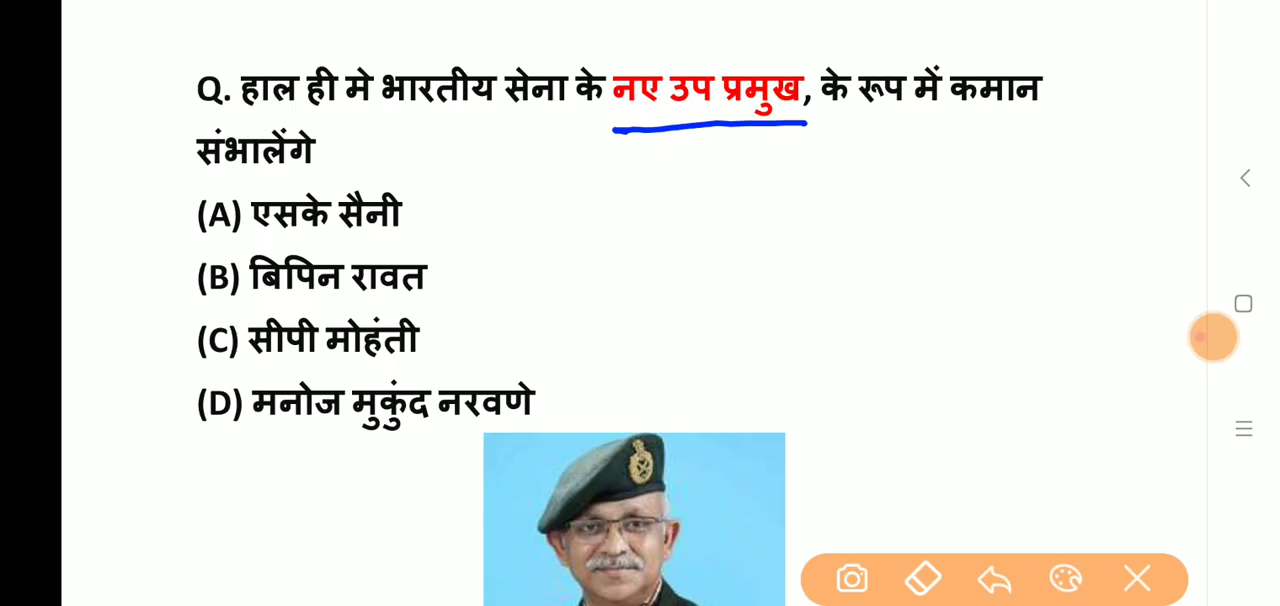 Q. हाल ही मे भारतीय सेना के नए उप प्रमुख, के रूप में कमान
संभालेंगे
(A) एसके सैनी
(B) बिपिन रावत
(C) सीपी मोहंती
(D) मनोज मुकुंद नरवणे